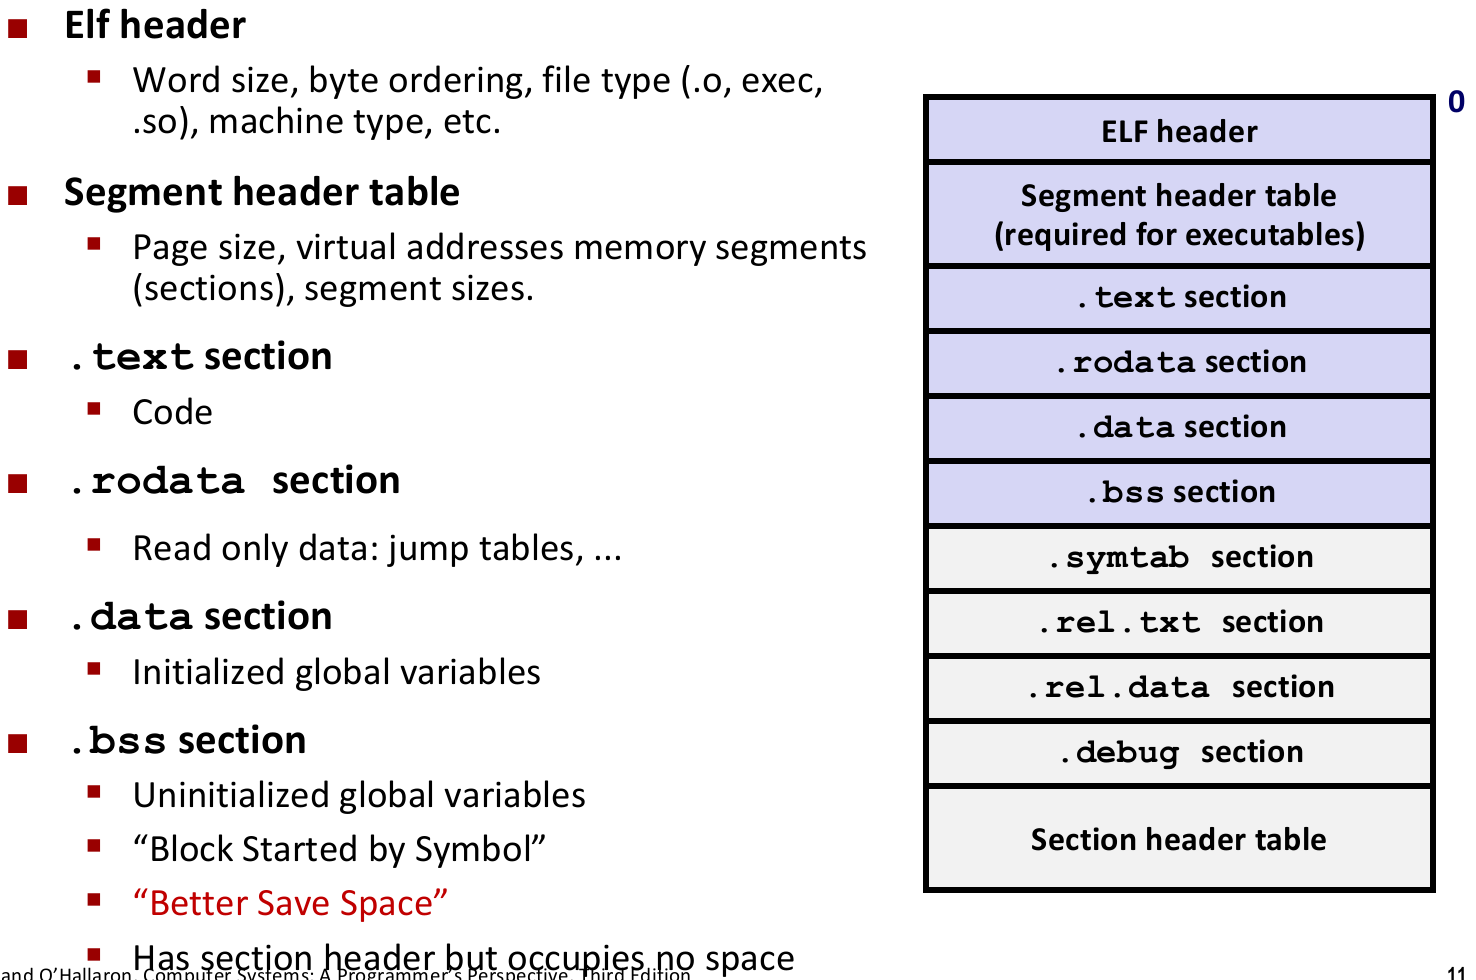 Elf header
Word size, byte ordering, file type (.o, exec,
.so), machine type, etc.
Segment header table
Page size, virtual addresses memory segments
(sections), segment sizes.
.text section
Code
.rodata section
Read only data: jump tables, ...
.data section
Initialized global variables
.bss section
Uninitialized global variables
“Block Started by Symbol”
“Better Save Space”
Has section header but occupies no space
0
ELF header
Segment header table
(required for executables)
.text section
.rodata section
.data section
.bss section
.symtab section
.rel.txt section
.rel.data section
.debug section
Section header table
and O’Hallaron, Computer Systems: A Programmer’s Perspective, Third Edition
11